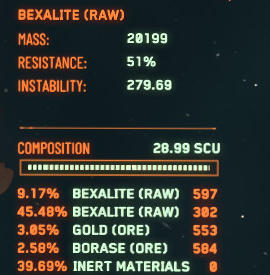 BEXALITE (RAW)
MASS: 20199
RESISTANCE: 51%
INSTABILITY: 279.69
COMPOSITION 28.99 SCU
9.17% BEXALITE (RAW) 597
45.48% BEXALITE (RAW) 302
3.05% GOLD (ORE) 553
2.58% BORASE (ORE) 584
39.69% INERT MATERIALS 0